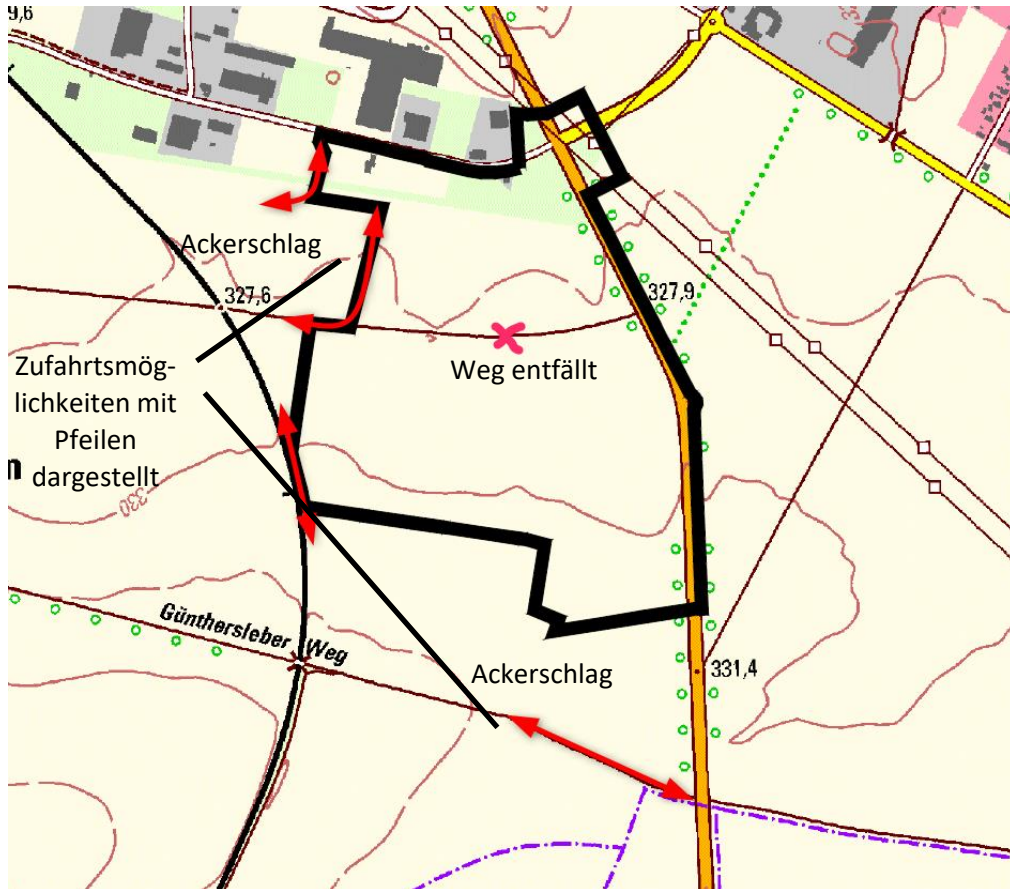 9,6
Ackerschlag
327,6
327,9
Weg entfällt
Zufahrtsmög-
lichkeiten mit
Pfeilen
dargestellt
n
330
Günthersleber Weg
Ackerschlag
331,4